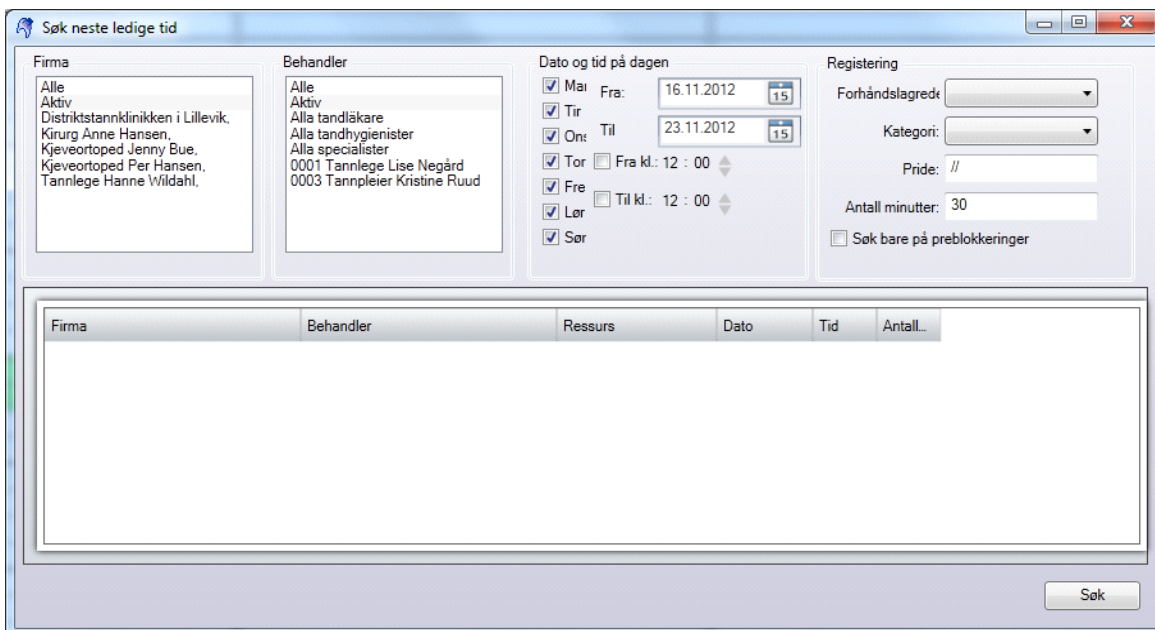 Søk neste ledige tid
Firma
Alle
Aktiv
Distriktstannklinikken i Lillevik,
Kirurg Anne Hansen,
Kjeveortoped Jenny Bue,
Kjeveortoped Per Hansen,
Tannlege Hanne Wildahl,
Behandler
Alle
Aktiv
Alla tandläkare
Alla tandhygienister
Alla specialister
0001 Tannlege Lise Negård
0003 Tannpleier Kristine Ruud
Dato og tid på dagen
Mai
Tir
Ons
Tor
Fre
Lør
Sør
Fra: 16.11.2012 15
Til 23.11.2012 15
Fra kl.: 12 : 00
Til kl.: 12 : 00
Registering
Forhåndslagrede
Kategori:
Pride: //
Antall minutter: 30
Søk bare på preblokkeringer
Firma Behandler Ressurs Dato Tid Antall...
Søk